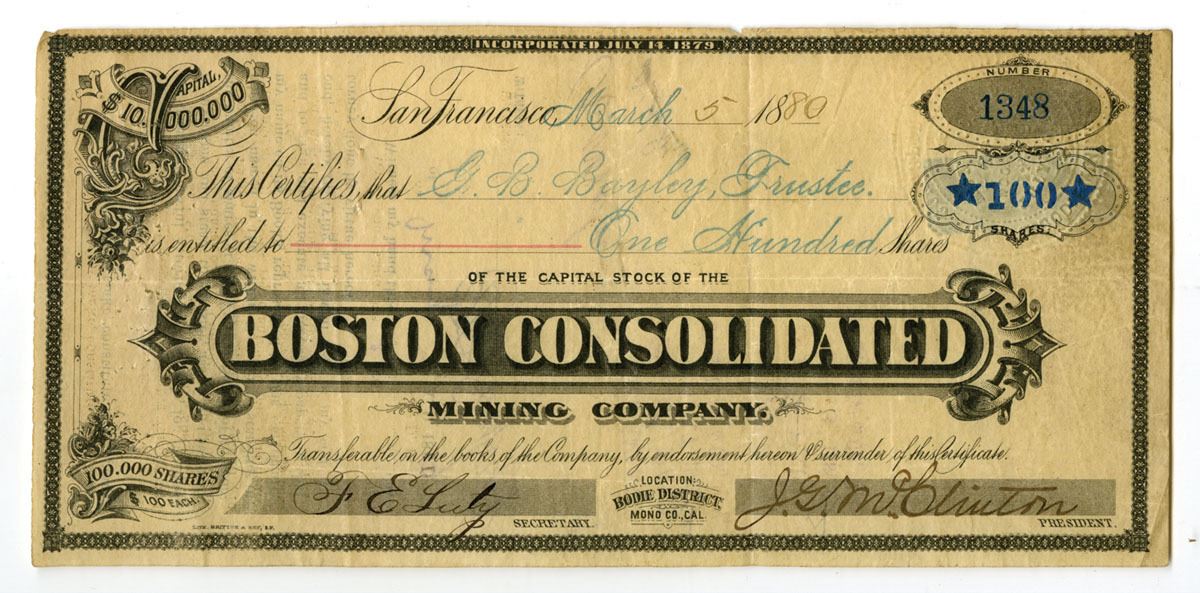 INCORPORATED JULY 14, 1879
CAPITAL,
$10,000,000
San Francisco, March 5 1880
NUMBER
1348
This Certifies, that G. B. Bayley, Trustee.
★100★
SHARES.
is entitled to One Hundred Shares
OF THE CAPITAL STOCK OF THE
BOSTON CONSOLIDATED
MINING COMPANY.
Transferable on the books, of the Company, by endorsement hereon & surrender of this Certificate.
100.000 SHARES
$100 EACH.
F E Luty
SECRETARY.
LOCATION:
BODIE DISTRICT,
MONO CO., CAL.
J. G. McClinton
PRESIDENT.
LITH. BRITTON & REY, S.F.